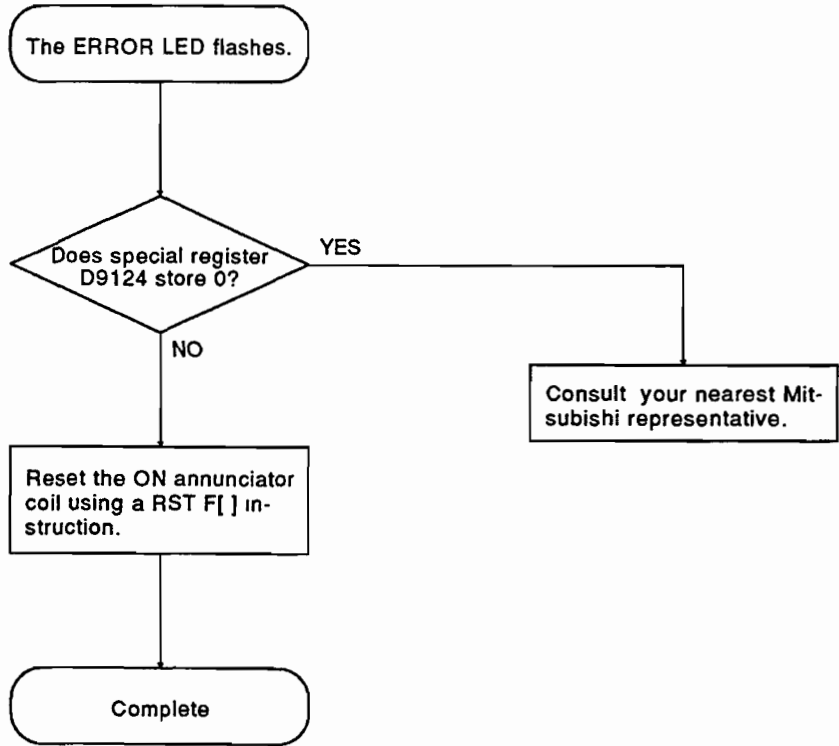 The ERROR LED flashes.
Does special register
D9124 store 0?
YES
NO
Consult your nearest Mit-
subishi representative.
Reset the ON annunciator
coil using a RST F[ ] in-
struction.
Complete